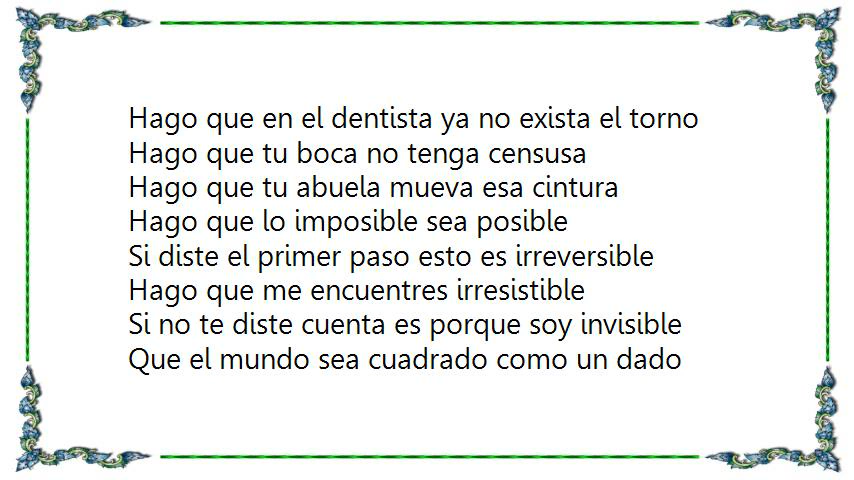 Hago que en el dentista ya no exista el torno
Hago que tu boca no tenga censusa
Hago que tu abuela mueva esa cintura
Hago que lo imposible sea posible
Si diste el primer paso esto es irreversible
Hago que me encuentres irresistible
Si no te diste cuenta es porque soy invisible
Que el mundo sea cuadrado como un dado